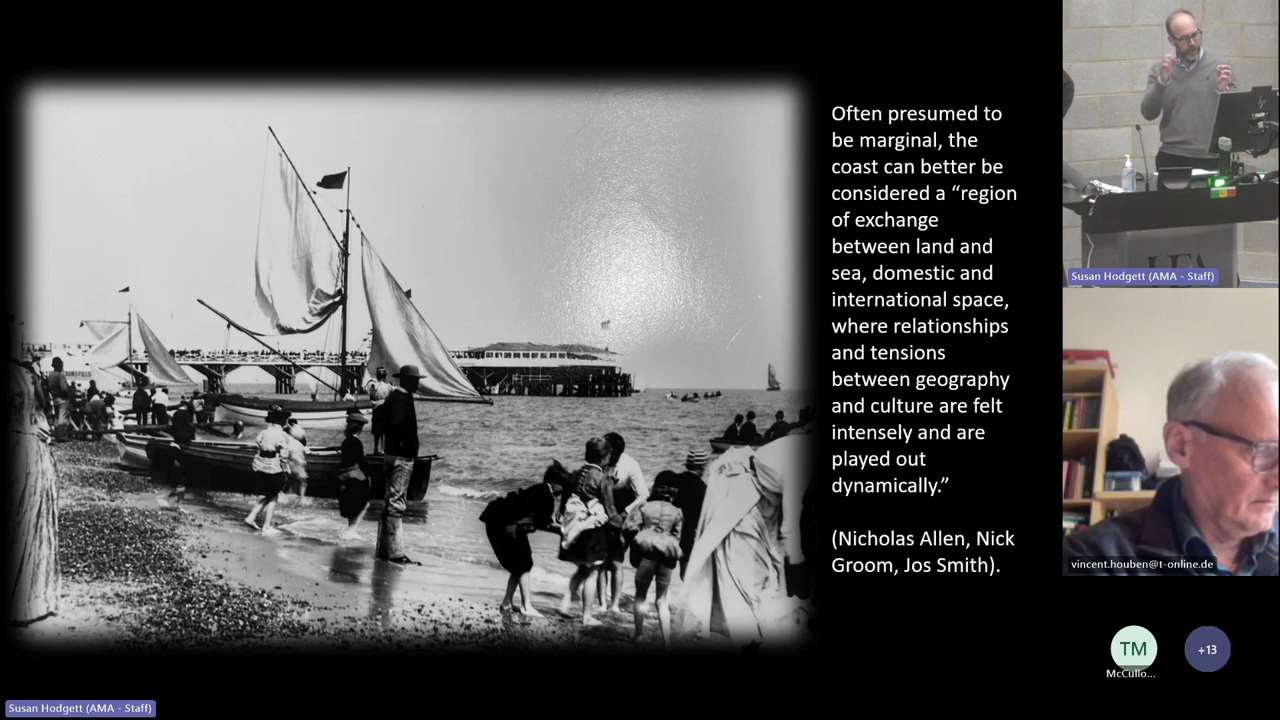 Often presumed to
be marginal, the
coast can better be
considered a “region
of exchange
between land and
sea, domestic and
international space,
where relationships
and tensions
between geography
and culture are felt
intensely and are
played out
dynamically.”
(Nicholas Allen, Nick
Groom, Jos Smith).
UEA
Susan Hodgett (AMA - Staff)
vincent.houben@t-online.de
TM
McCullo...
+13
Susan Hodgett (AMA - Staff)